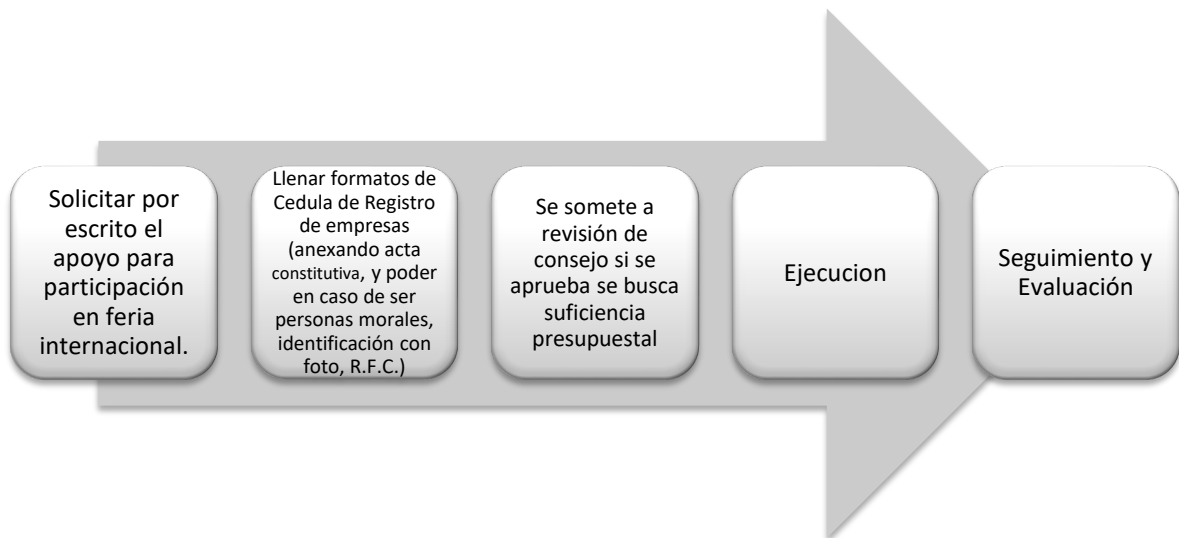 Solicitar por
escrito el
apoyo para
participación
en feria
internacional.
Llenar formatos de
Cedula de Registro
de empresas
(anexando acta
constitutiva, y poder
en caso de ser
personas morales,
identificación con
foto, R.F.C.)
Se somete a
revisión de
consejo si se
aprueba se busca
suficiencia
presupuestal
Ejecucion
Seguimiento y
Evaluación